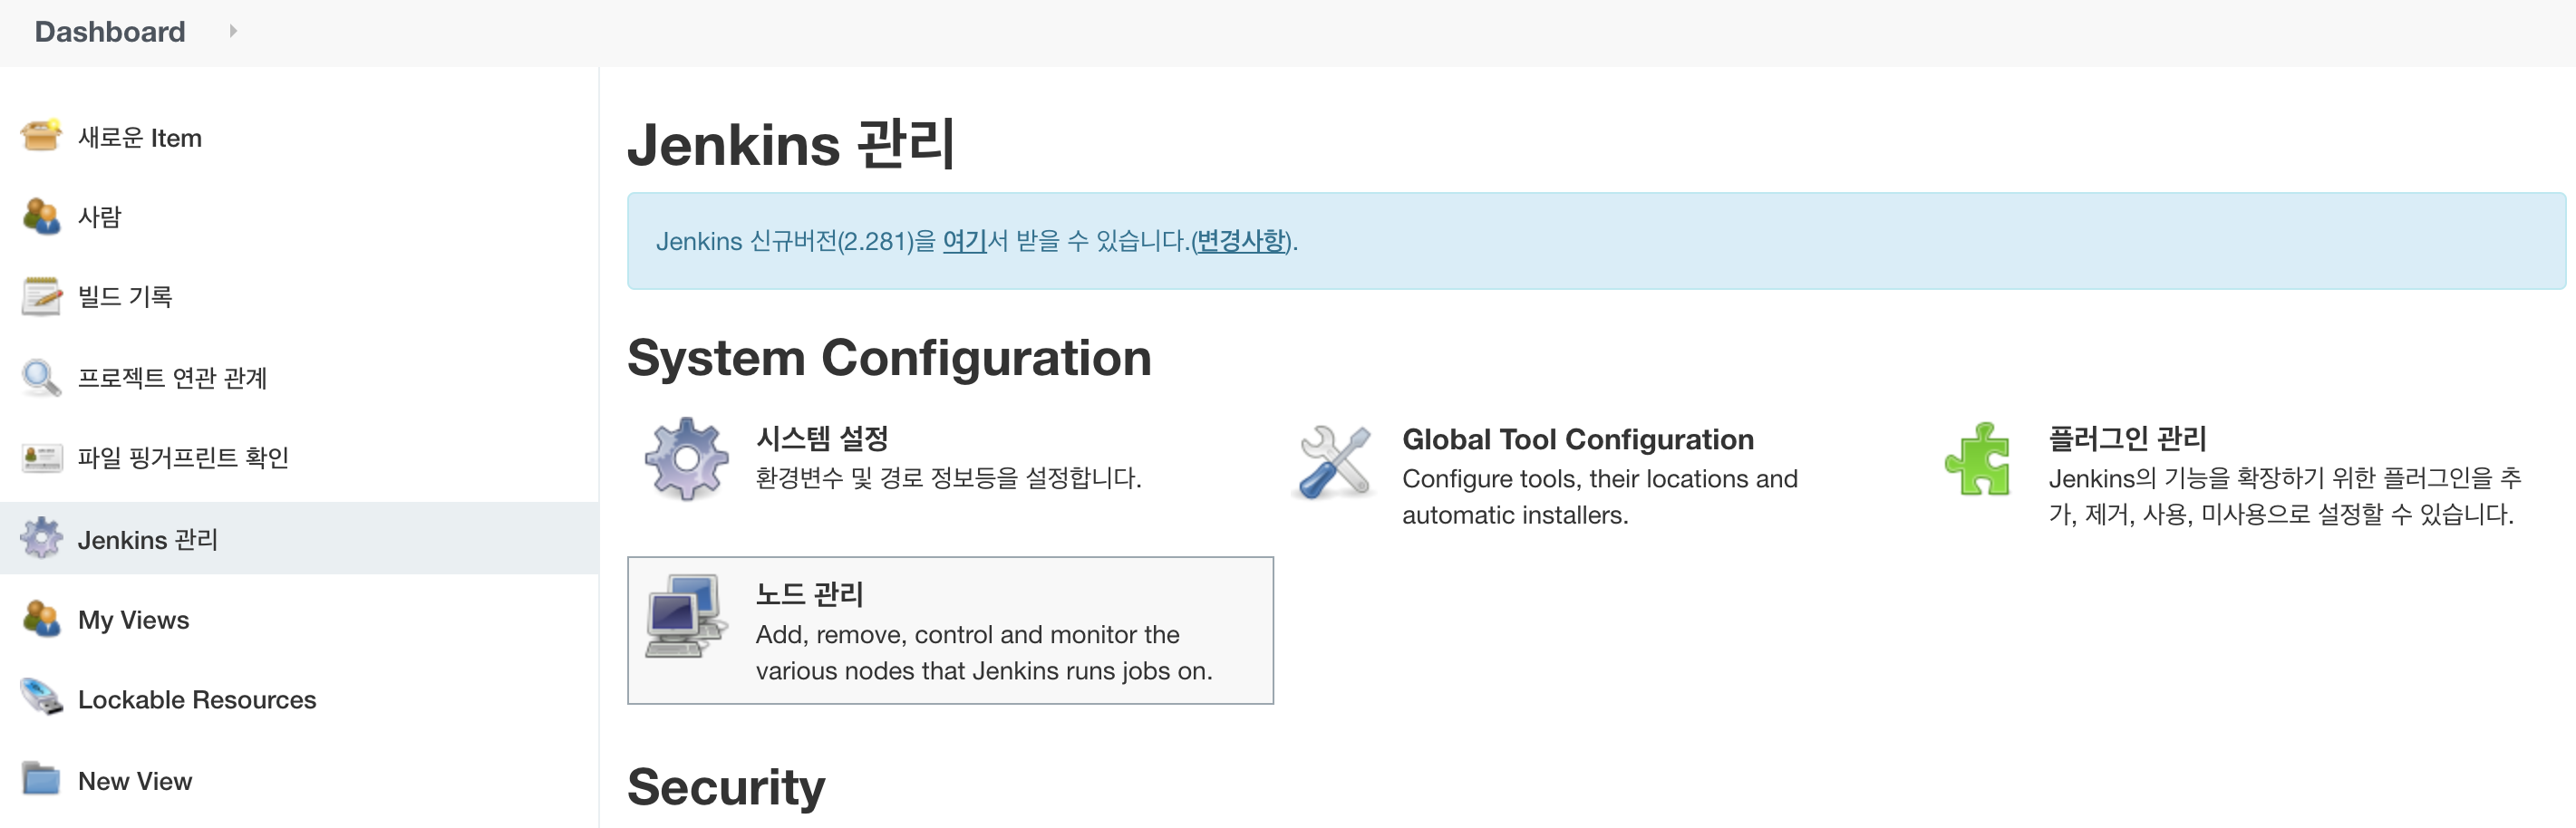 Dashboard
새로운 Item
사람
빌드 기록
프로젝트 연관 관계
파일 핑거프린트 확인
Jenkins 관리
My Views
Lockable Resources
New View
Jenkins 관리
Jenkins 신규버전(2.281)을 여기서 받을 수 있습니다.(변경사항).
System Configuration
시스템 설정
환경변수 및 경로 정보등을 설정합니다.
Global Tool Configuration
Configure tools, their locations and
automatic installers.
플러그인 관리
Jenkins의 기능을 확장하기 위한 플러그인을 추
가, 제거, 사용, 미사용으로 설정할 수 있습니다.
노드 관리
Add, remove, control and monitor the
various nodes that Jenkins runs jobs on.
Security